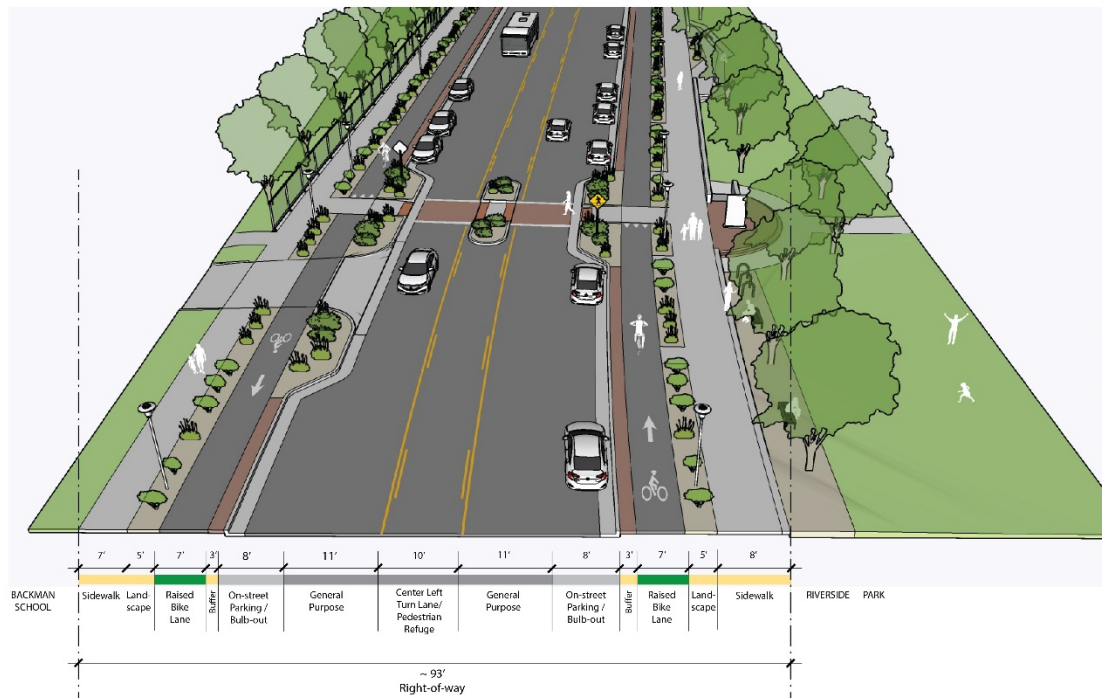 7' 5' 7' 3' 8' 11' 10' 11' 8' 3' 7' 5' 8'
BACKMAN
SCHOOL
Sidewalk
Land-
scape
Raised
Bike
Lane
Buffer
On-street
Parking /
Bulb-out
General
Purpose
Center Left
Turn Lane/
Pedestrian
Refuge
General
Purpose
On-street
Parking /
Bulb-out
Buffer
Raised
Bike
Lane
Land-
scape
Sidewalk
RIVERSIDE PARK
~ 93'
Right-of-way